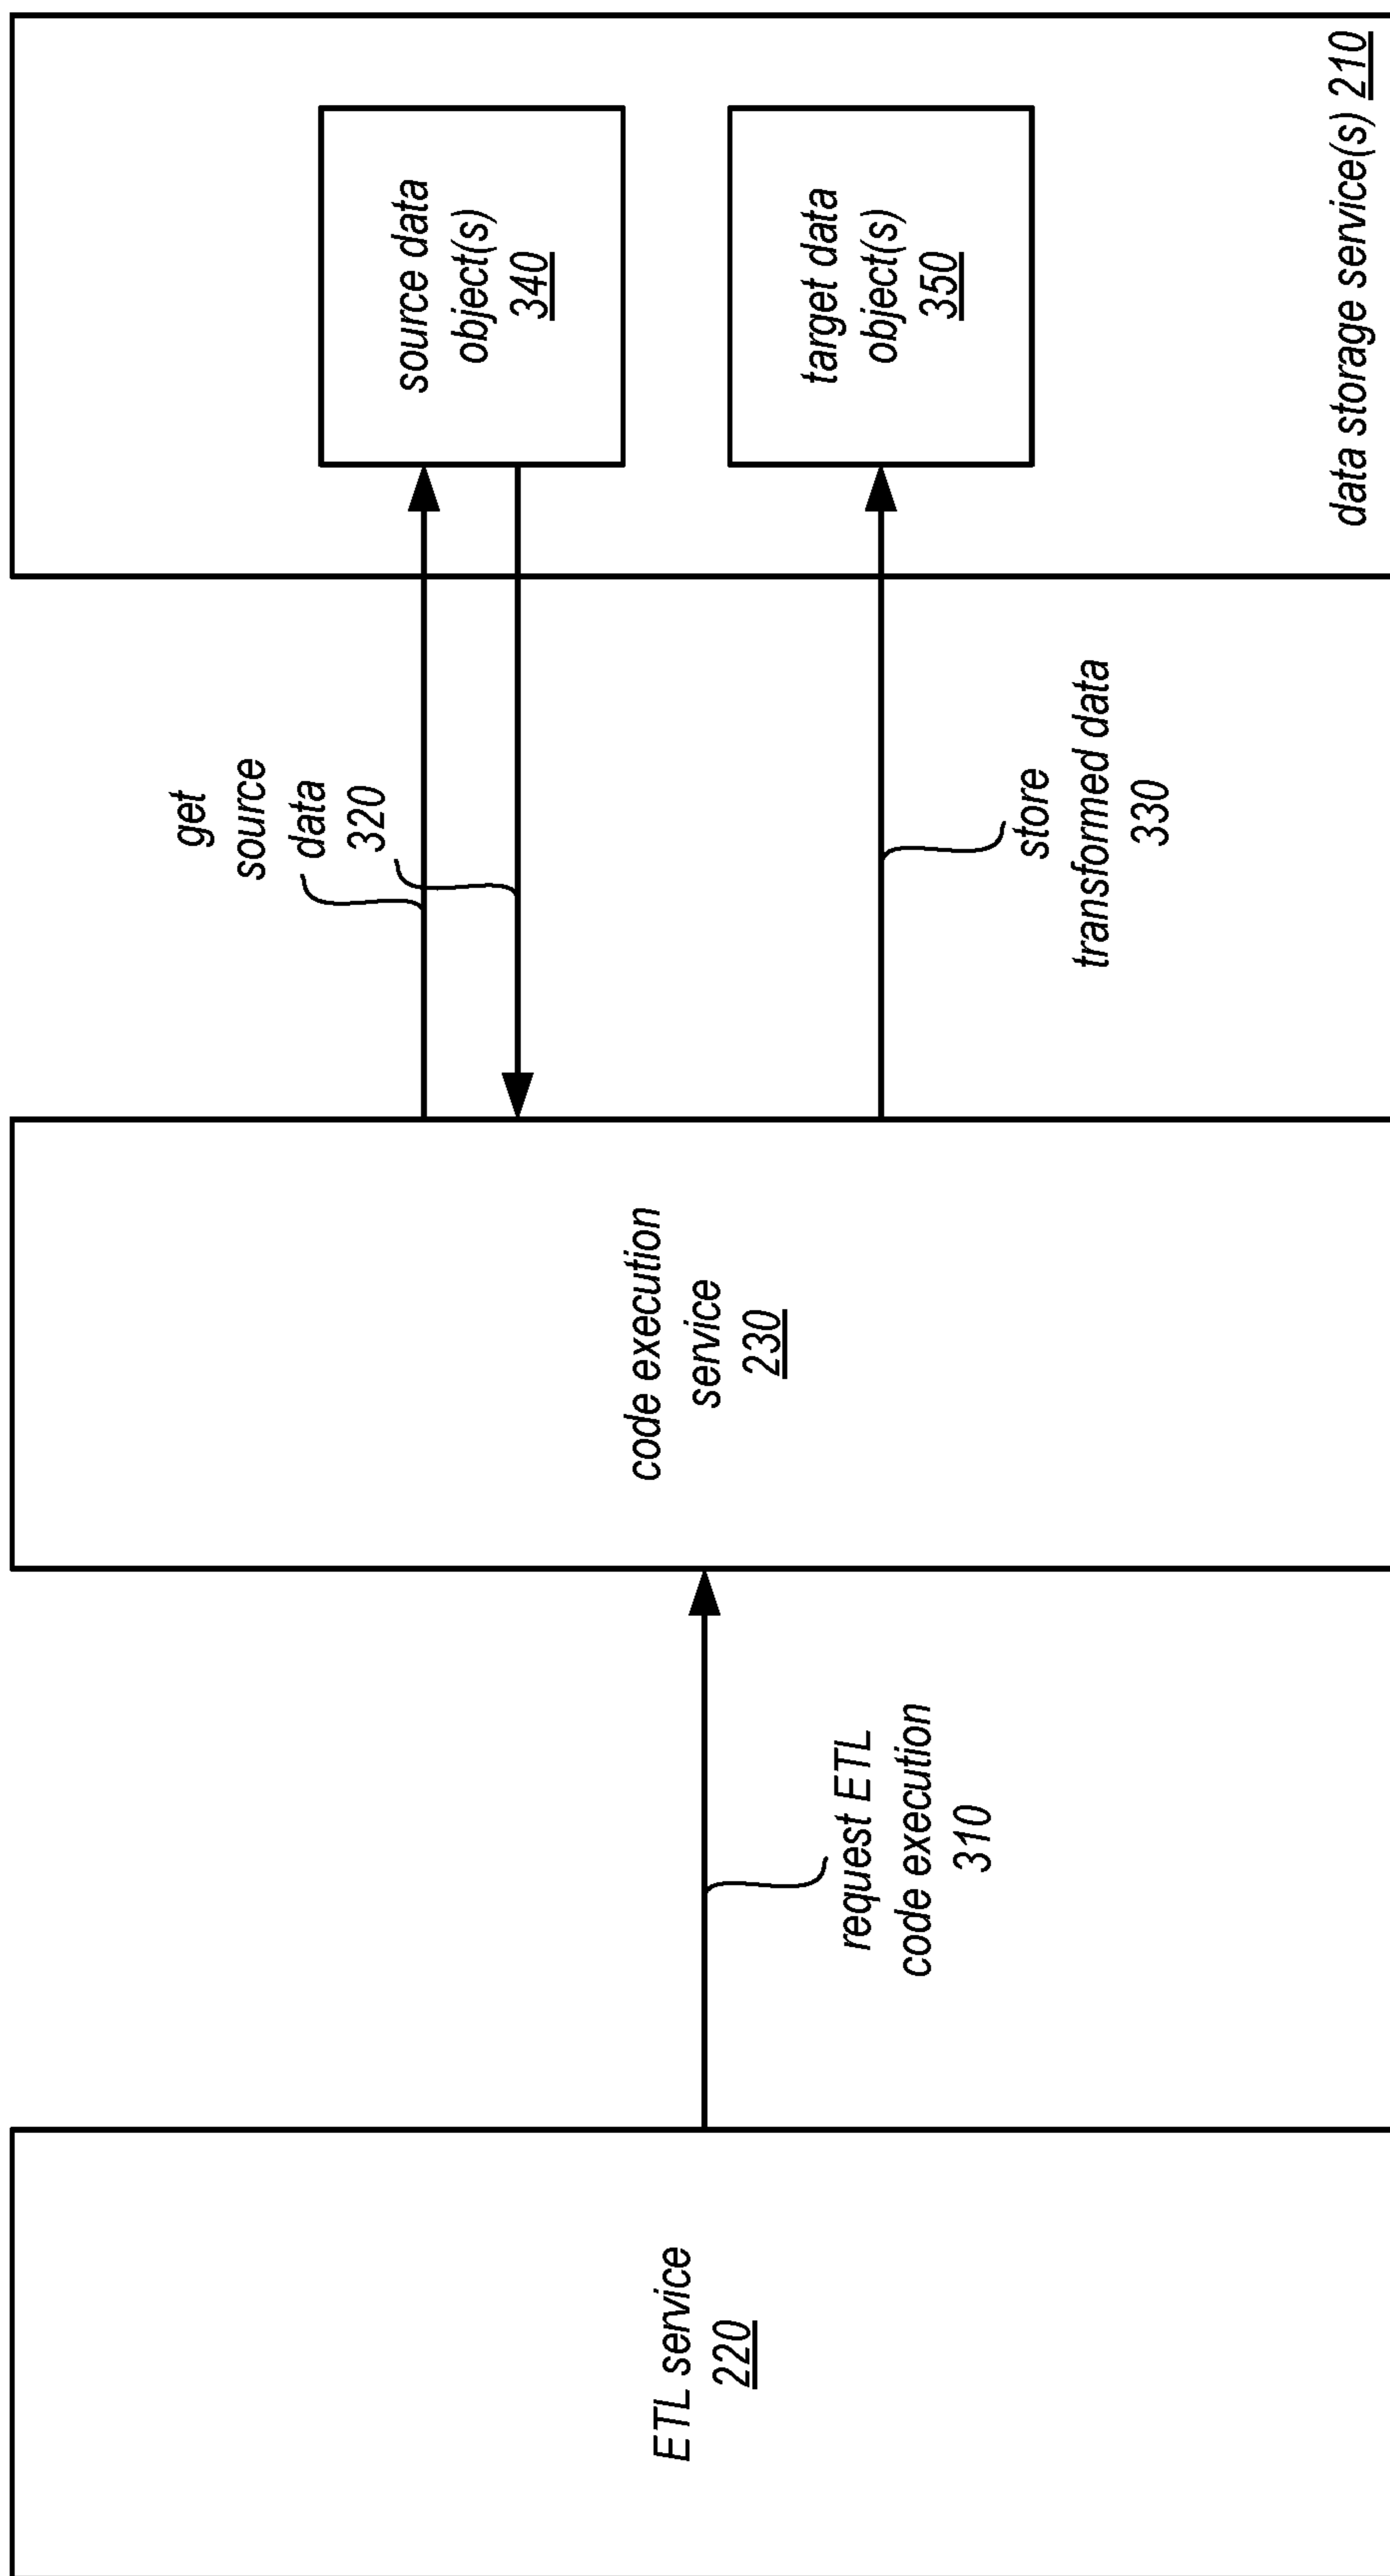 ETL service
220
request ETL
code execution
310
code execution
service
230
get
source
data
320
store
transformed data
330
source data
object(s)
340
target data
object(s)
350
data storage service(s) 210